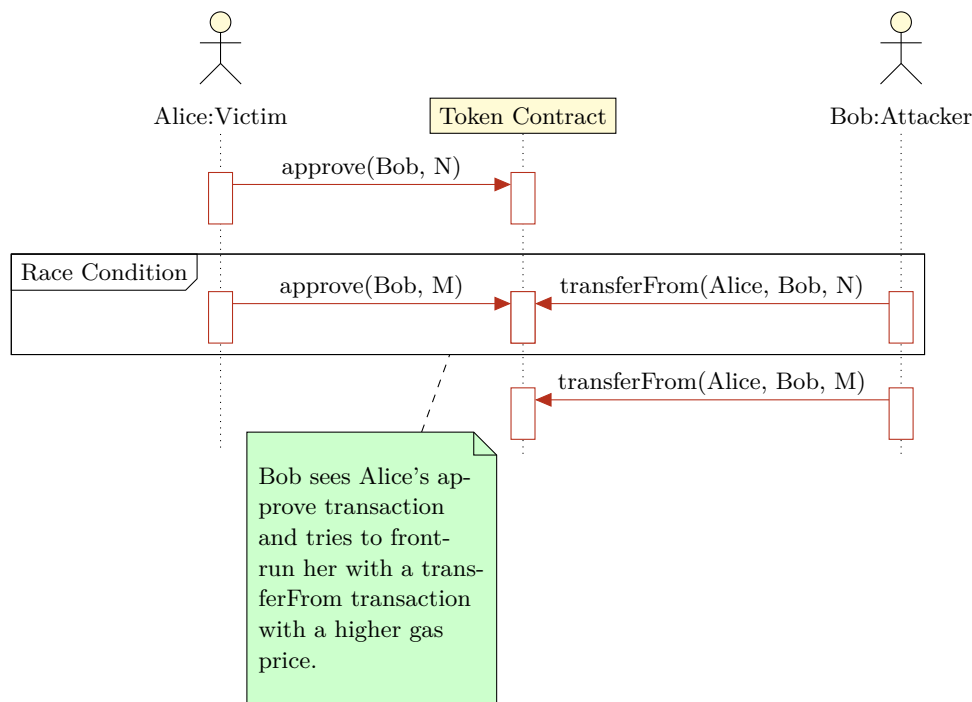 Alice:Victim
Token Contract
Bob:Attacker
approve(Bob, N)
Race Condition
approve(Bob, M)
transferFrom(Alice, Bob, N)
transferFrom(Alice, Bob, M)
Bob sees Alice's ap-
prove transaction
and tries to front-
run her with a trans-
ferFrom transaction
with a higher gas
price.